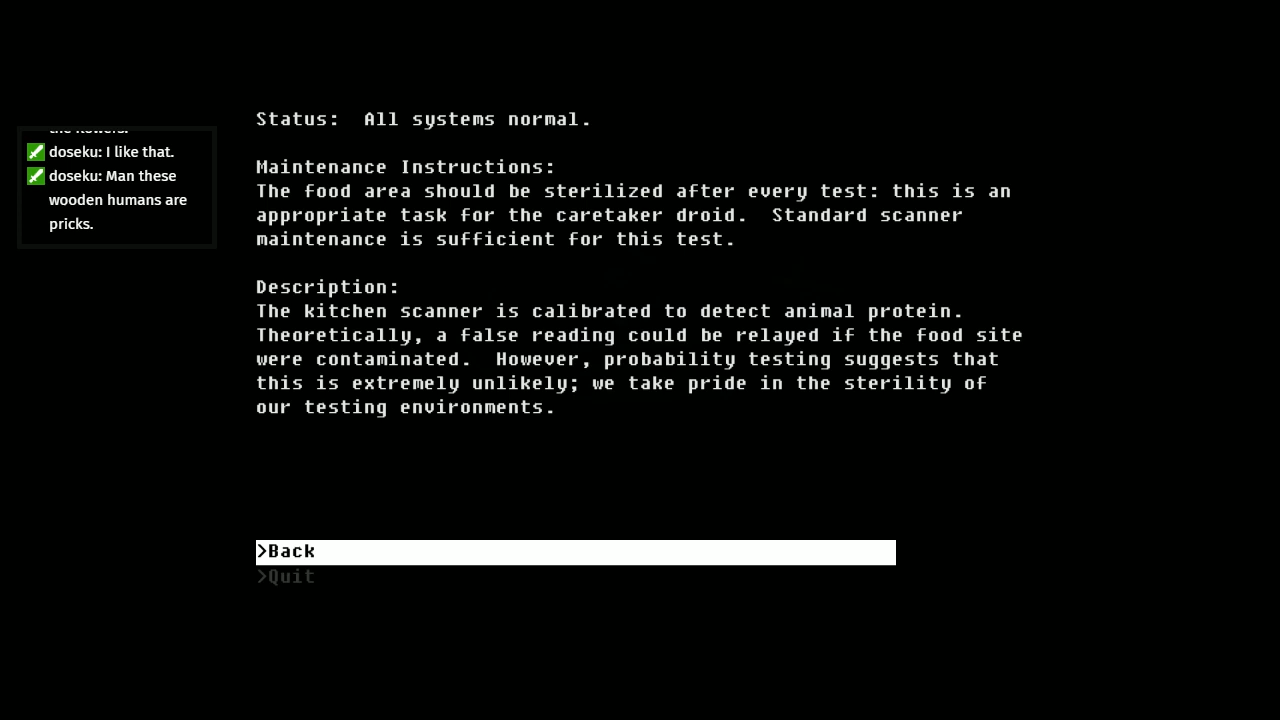 doseku: I like that.
doseku: Man these
wooden humans are
pricks.
Status:  All systems normal.
Maintenance Instructions:
The food area should be sterilized after every test: this is an
appropriate task for the caretaker droid.  Standard scanner
maintenance is sufficient for this test.
Description:
The kitchen scanner is calibrated to detect animal protein.
Theoretically, a false reading could be relayed if the food site
were contaminated.  However, probability testing suggests that
this is extremely unlikely; we take pride in the sterility of
our testing environments.
>Back
>Quit